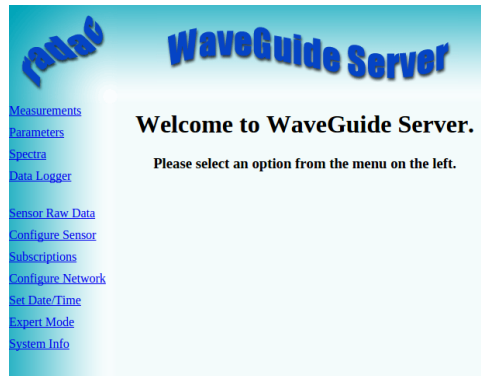 radac
WaveGuide Server
Measurements
Parameters
Spectra
Data Logger
Sensor Raw Data
Configure Sensor
Subscriptions
Configure Network
Set Date/Time
Expert Mode
System Info
Welcome to WaveGuide Server.
Please select an option from the menu on the left.